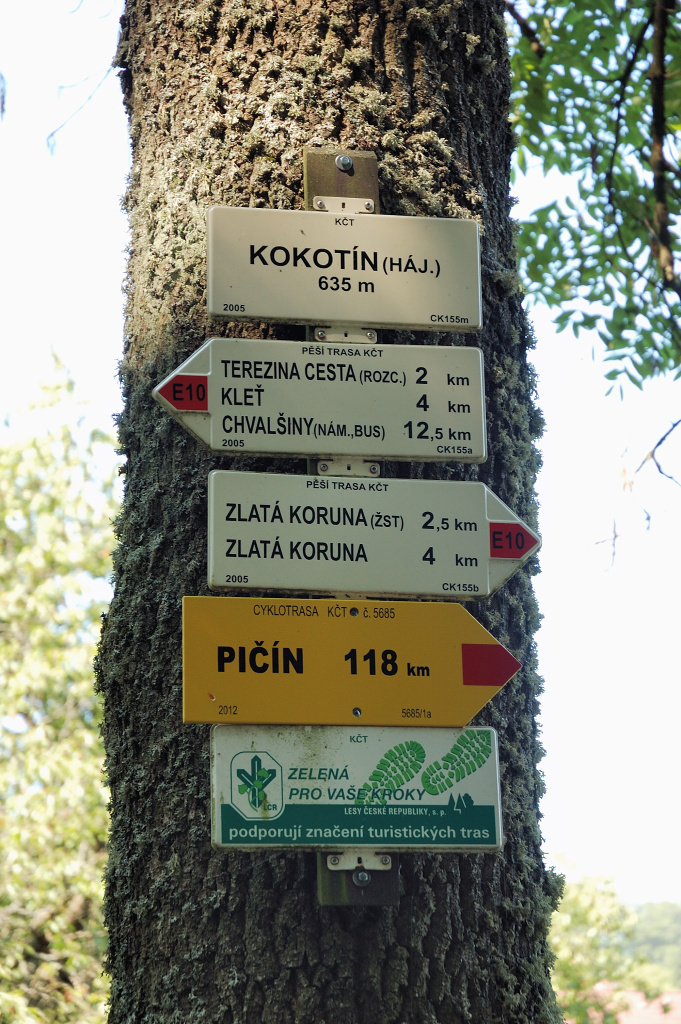 KČT
KOKOTÍN (HÁJ.)
635 m
2005 CK155m
PĚŠÍ TRASA KČT
TEREZINA CESTA (ROZC.) 2 km
E10 KLEŤ 4 km
CHVALŠINY (NÁM.,BUS) 12,5 km
2005 CK155a
PĚŠÍ TRASA KČT
ZLATÁ KORUNA (ŽST) 2,5 km
E10
ZLATÁ KORUNA 4 km
2005 CK155b
CYKLOTRASA KČT č. 5685
PIČÍN 118 km
2012 5685/1a
KČT
ZELENÁ
PRO VAŠE KROKY
LČR
LESY ČESKÉ REPUBLIKY, s. p.
podporují značení turistických tras